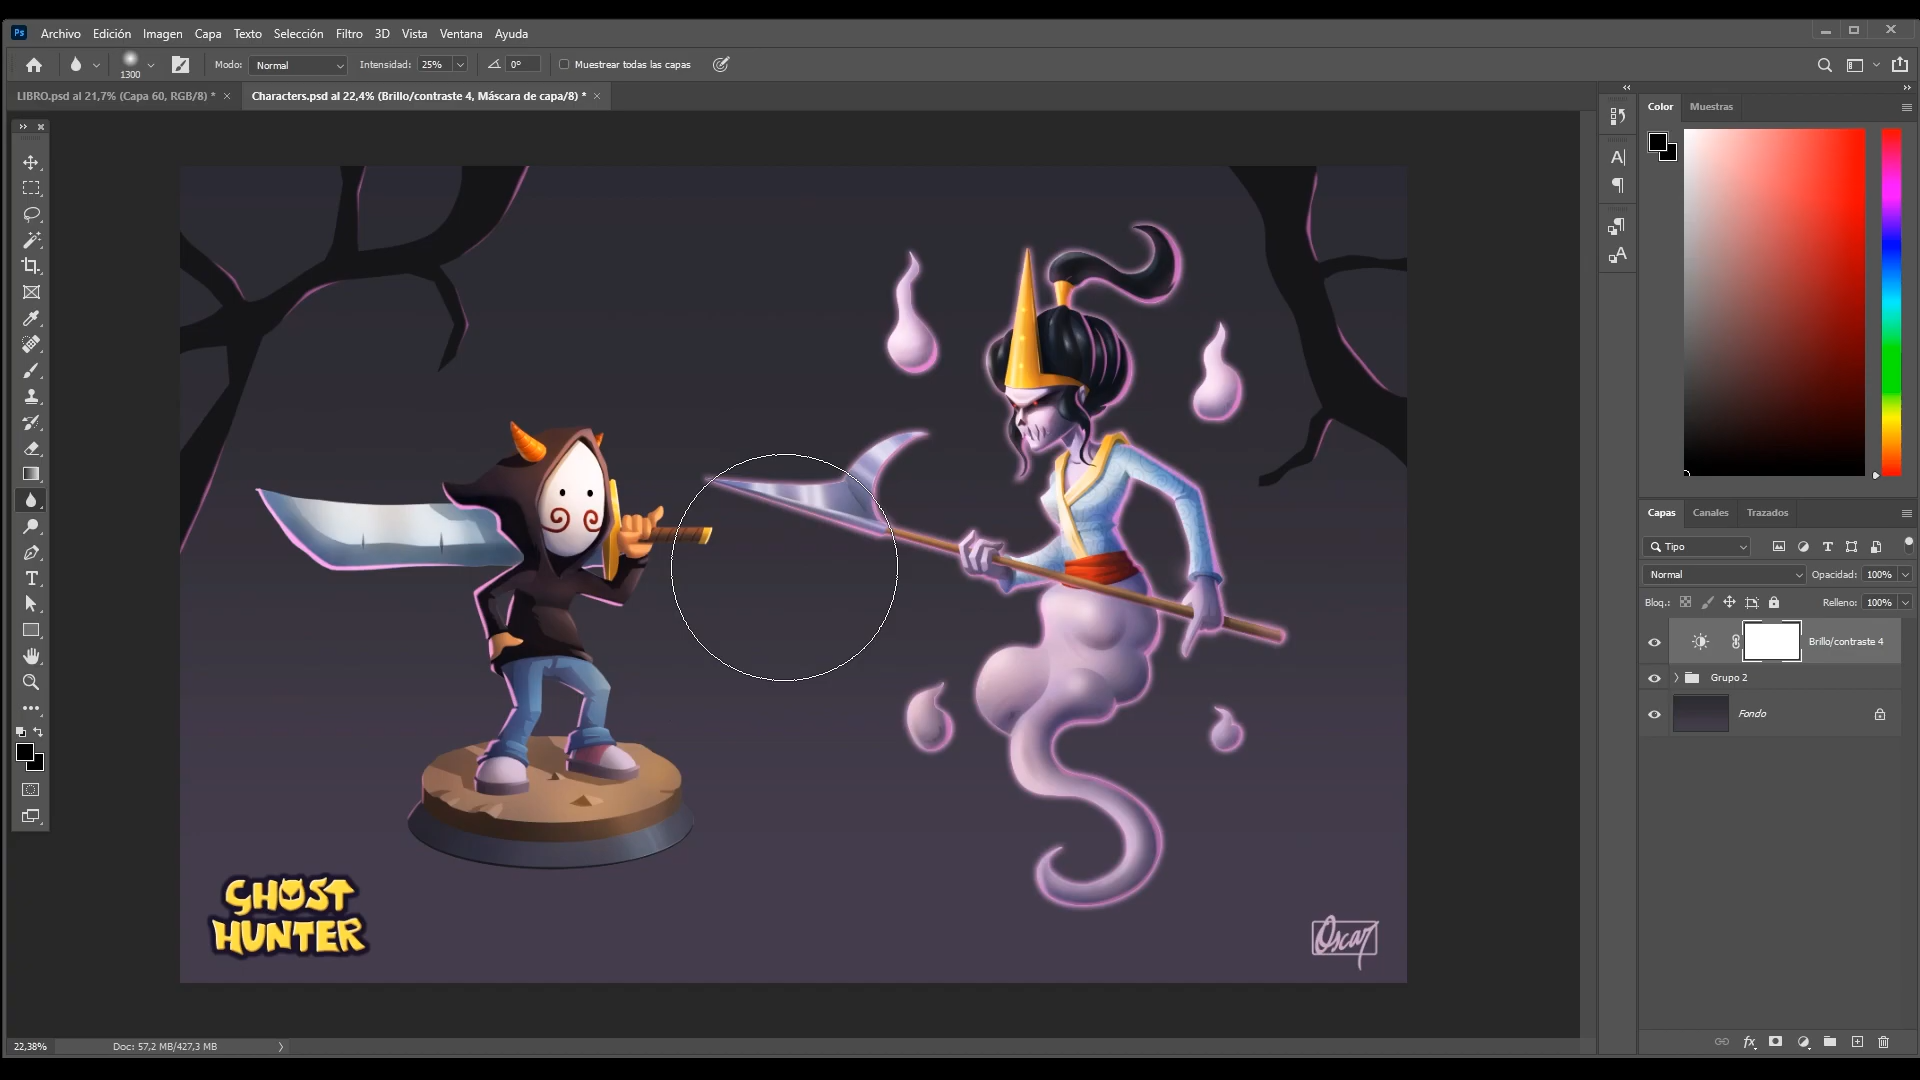 Ps Archivo Edición Imagen Capa Texto Selección Filtro 3D Vista Ventana Ayuda
1300 Modo: Normal Intensidad: 25% 0° Muestrear todas las capas
LIBRO.psd al 21,7% (Capa 60, RGB/8) * × Characters.psd al 22,4% (Brillo/contraste 4, Máscara de capa/8) * ×
Color Muestras
GHOST
HUNTER
Oscar
Capas Canales Trazados
Tipo
Normal Opacidad: 100%
Bloq.: Relleno: 100%
Brillo/contraste 4
Grupo 2
Fondo
fx
22,38% Doc: 57,2 MB/427,3 MB